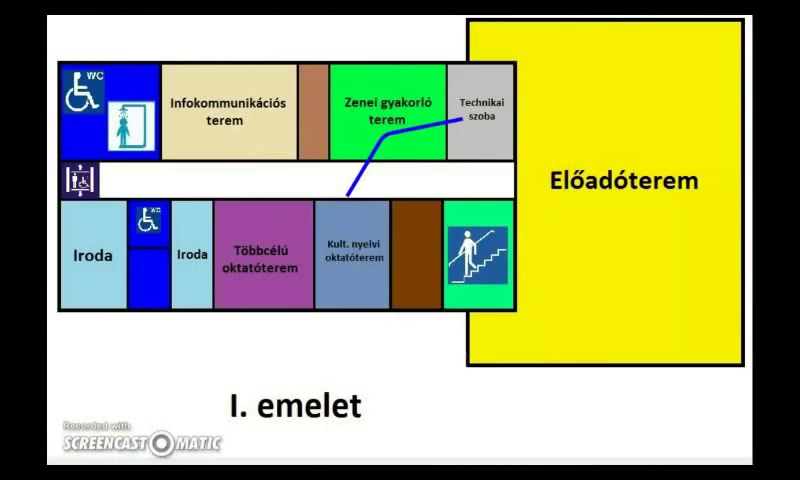 WC
Infokommunikációs
terem
Zenei gyakorló
terem
Technikai
szoba
Előadóterem
Iroda
WC
Iroda
Többcélú
oktatóterem
Kult. nyelvi
oktatóterem
I. emelet
Recorded with
SCREENCAST MATIC